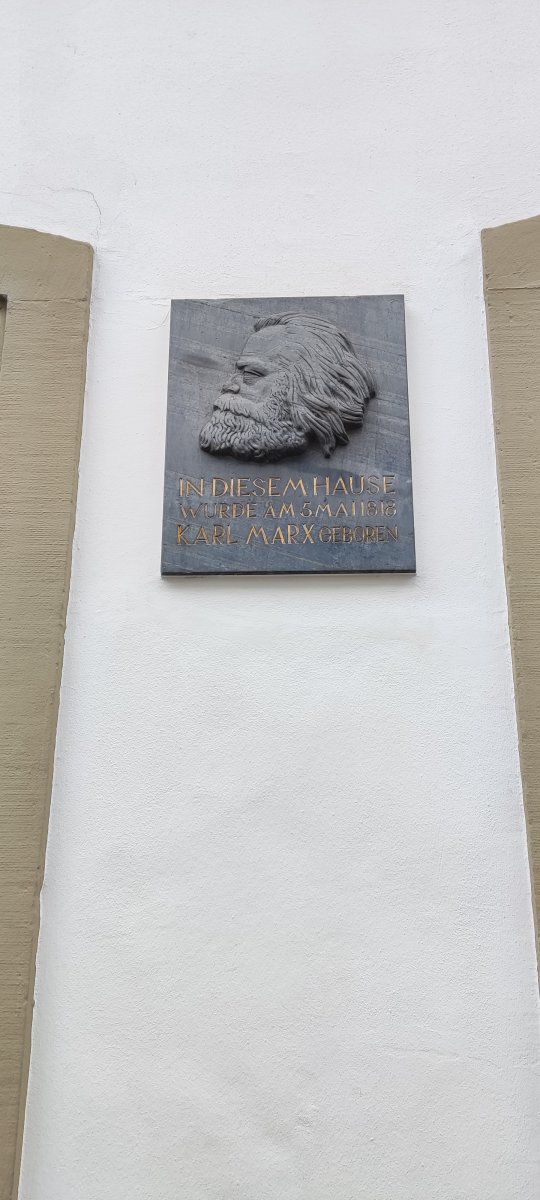 IN DIESEM HAUSE
WURDE AM 5 MAI 1818
KARL MARX GEBOREN